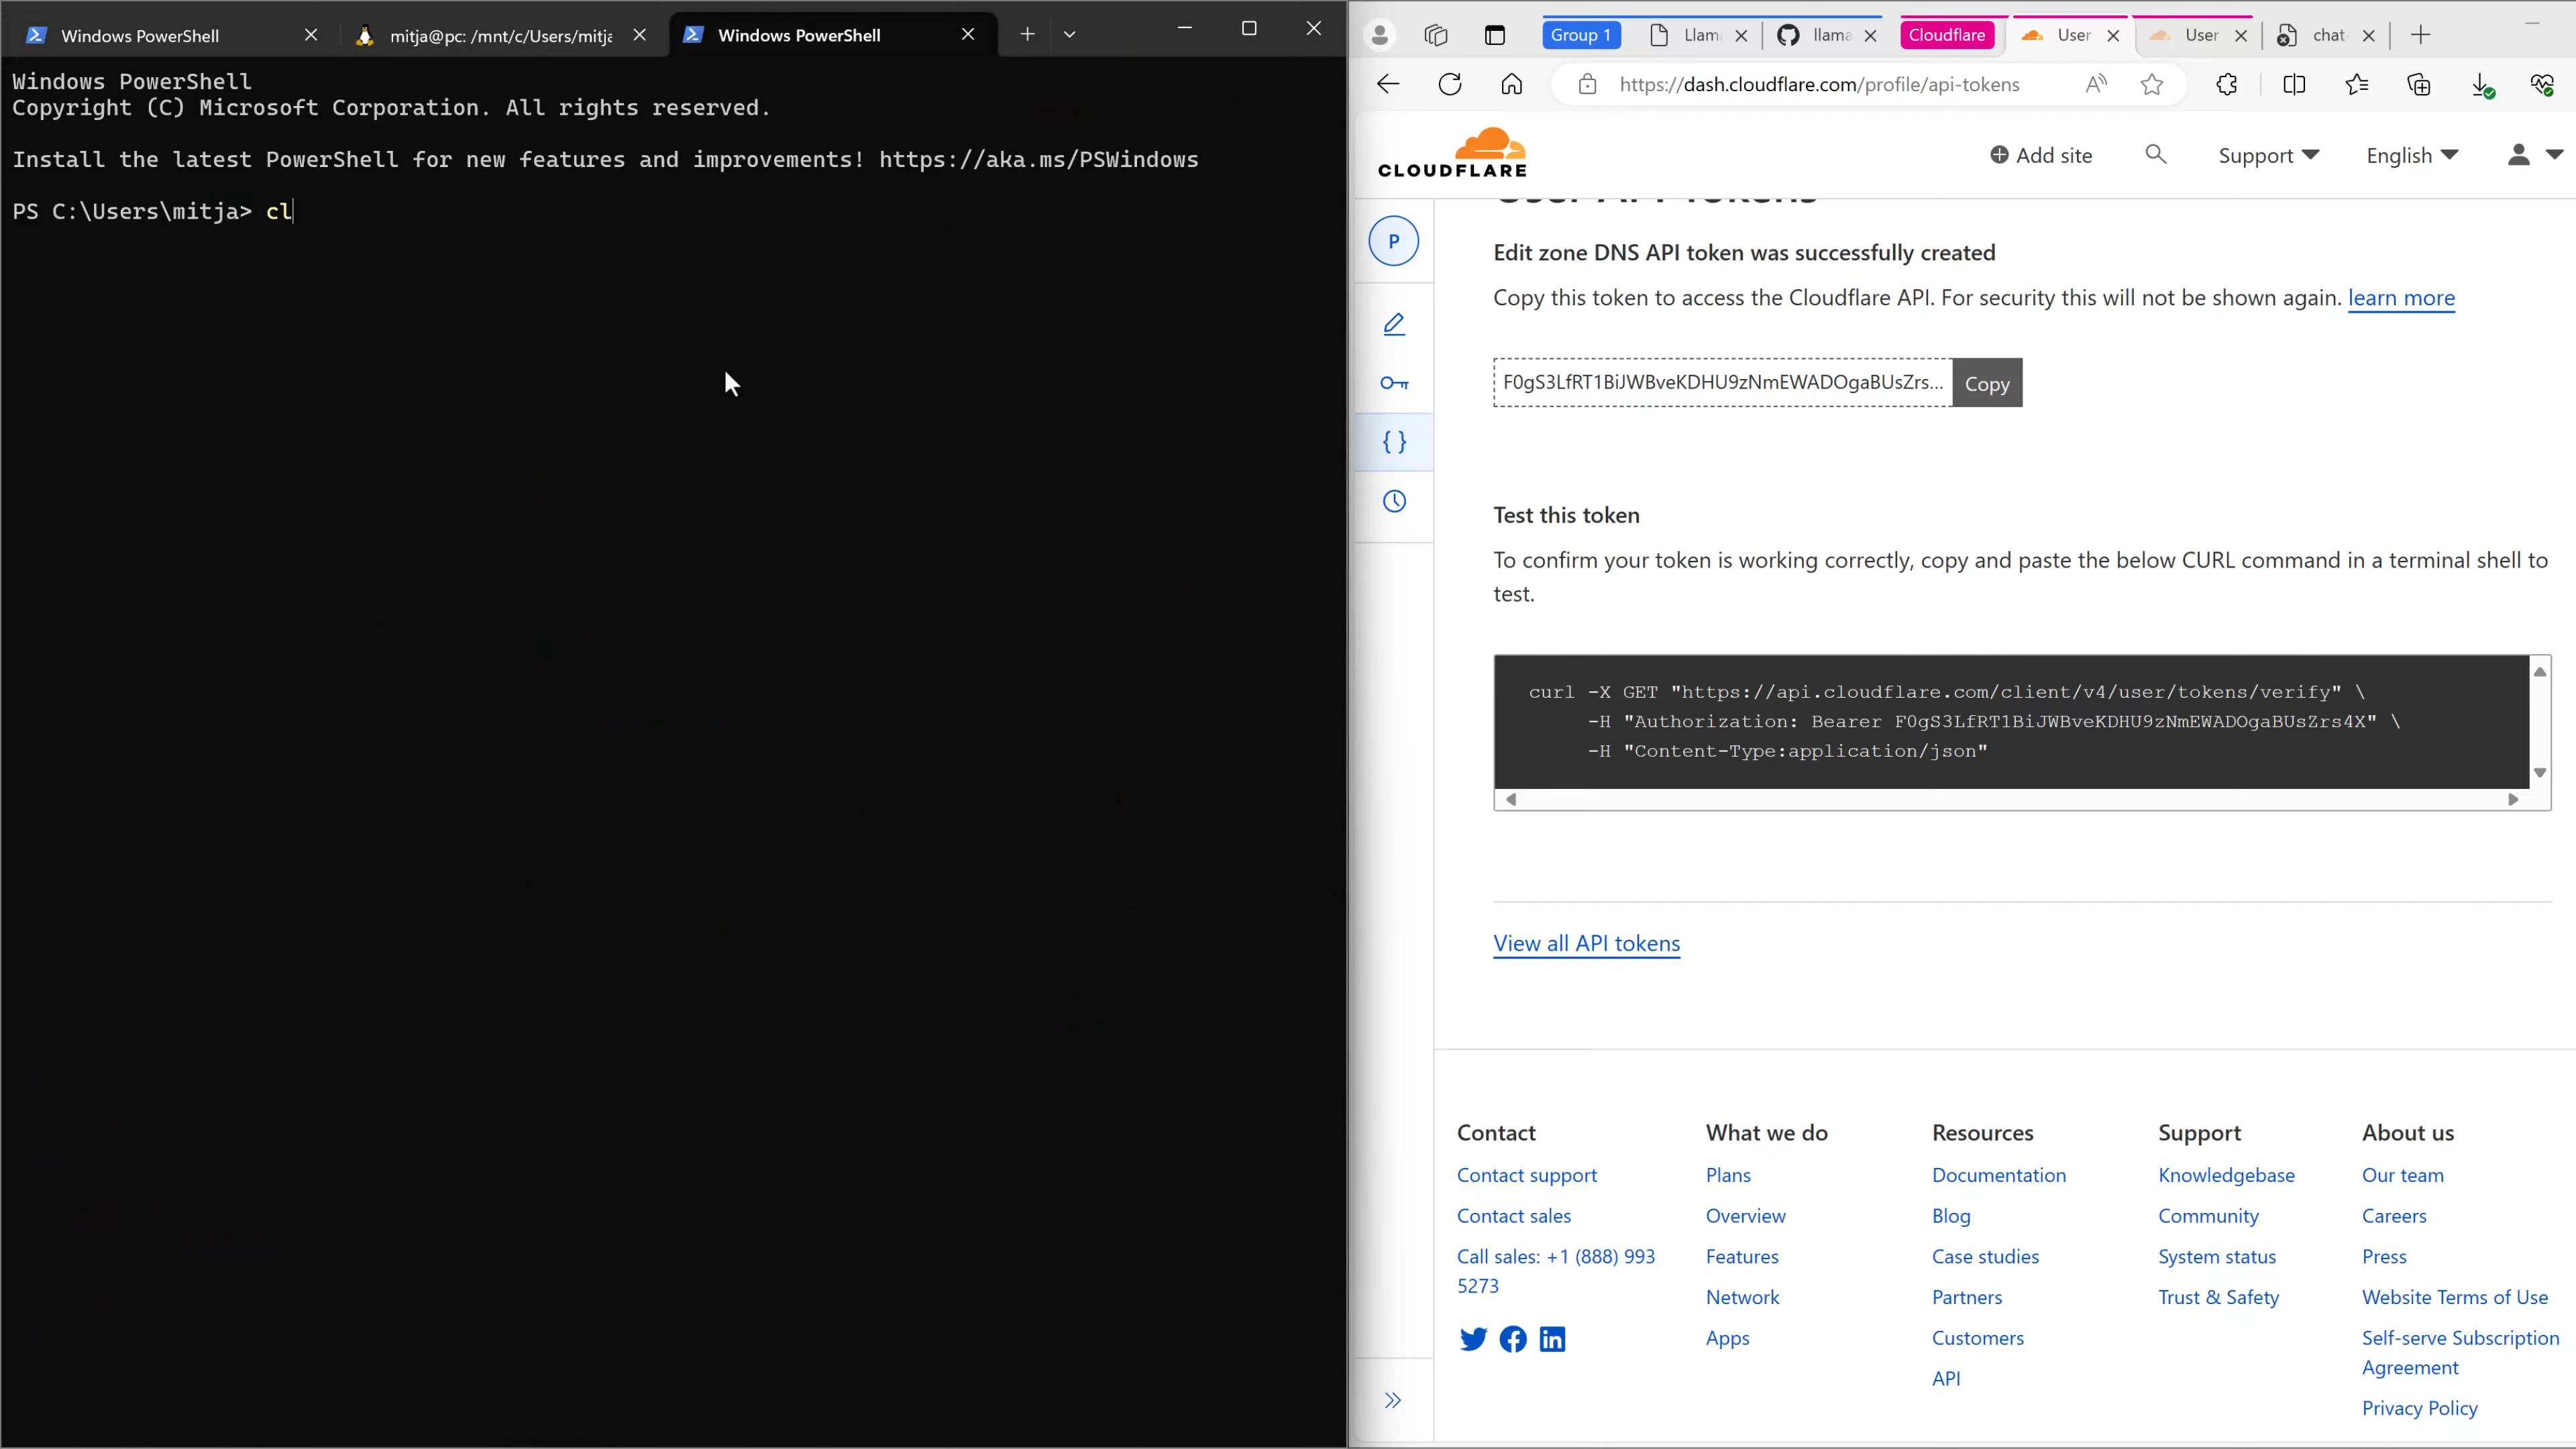 Windows PowerShell
mitja@pc: /mnt/c/Users/mitja
Windows PowerShell
Windows PowerShell
Copyright (C) Microsoft Corporation. All rights reserved.
Install the latest PowerShell for new features and improvements! https://aka.ms/PSWindows
PS C:\Users\mitja> cl
Group 1
Llam
llama
Cloudflare
User
User
chat-
https://dash.cloudflare.com/profile/api-tokens
CLOUDFLARE
Add site
Support
English
P
User API Tokens
Edit zone DNS API token was successfully created
Copy this token to access the Cloudflare API. For security this will not be shown again. learn more
F0gS3LfRT1BiJWBveKDHU9zNmEWADOgaBUsZrs...
Copy
Test this token
To confirm your token is working correctly, copy and paste the below CURL command in a terminal shell to
test.
curl -X GET "https://api.cloudflare.com/client/v4/user/tokens/verify" \
-H "Authorization: Bearer F0gS3LfRT1BiJWBveKDHU9zNmEWADOgaBUsZrs4X" \
-H "Content-Type:application/json"
View all API tokens
Contact
Contact support
Contact sales
Call sales: +1 (888) 993
5273
What we do
Plans
Overview
Features
Network
Apps
Resources
Documentation
Blog
Case studies
Partners
Customers
API
Support
Knowledgebase
Community
System status
Trust & Safety
About us
Our team
Careers
Press
Website Terms of Use
Self-serve Subscription
Agreement
Privacy Policy